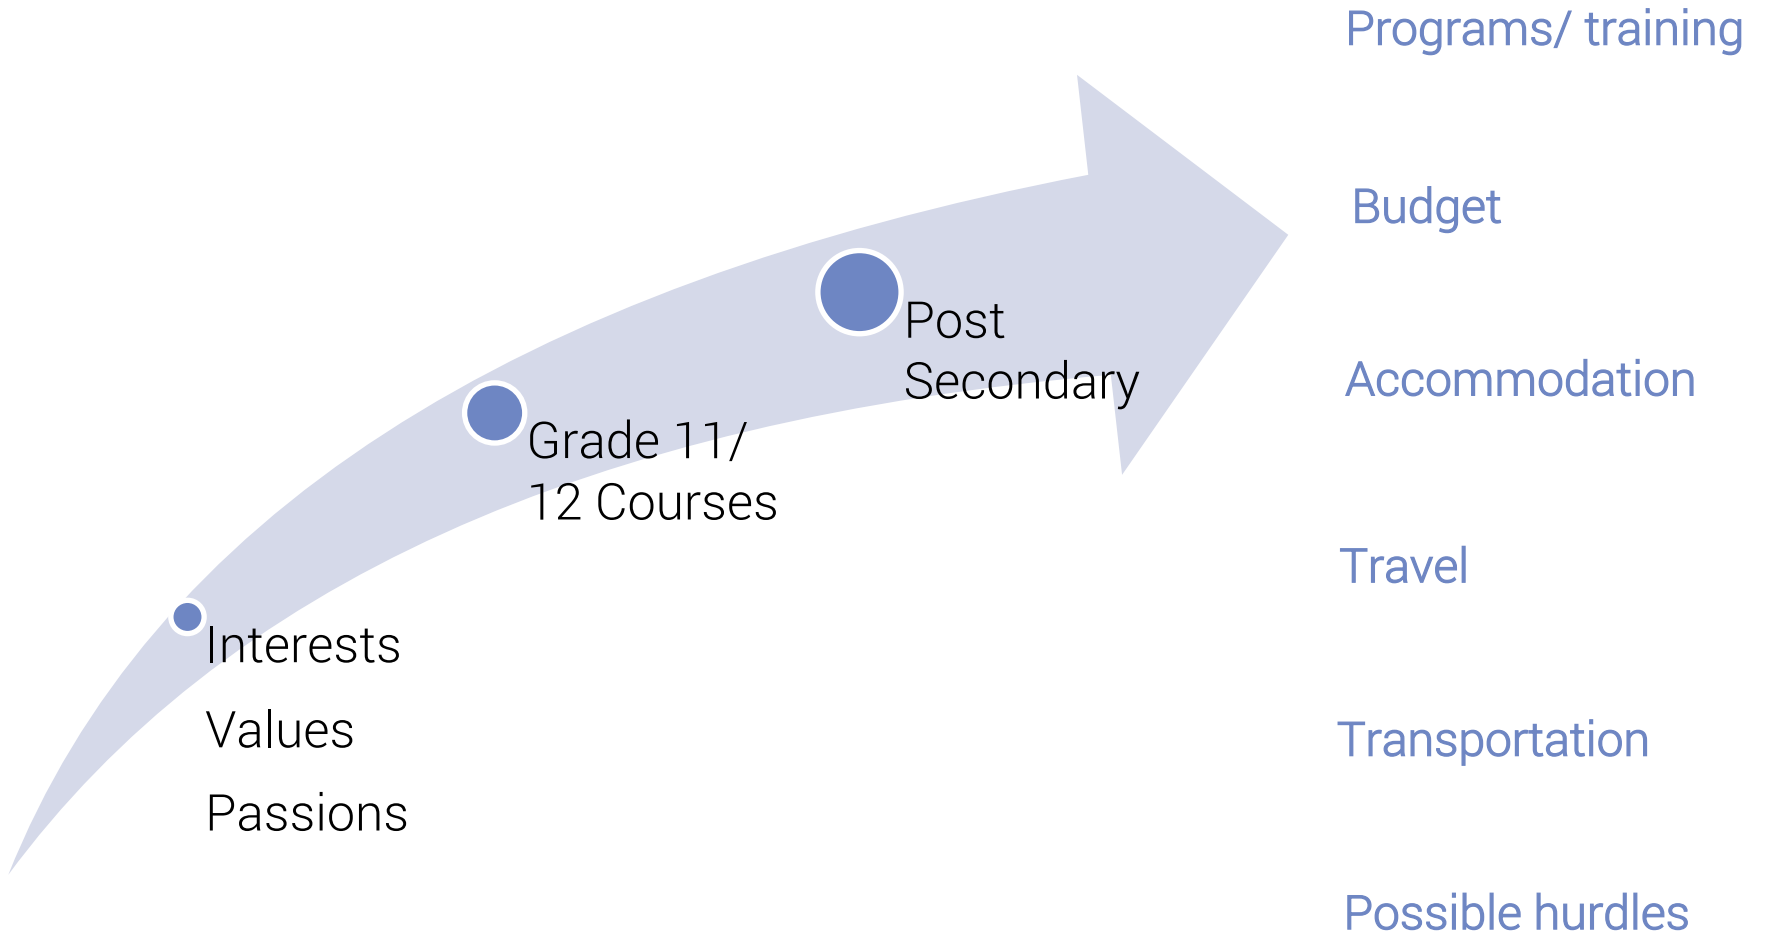 Interests
Values
Passions
Grade 11/
12 Courses
Post
Secondary
Programs/ training
Budget
Accommodation
Travel
Transportation
Possible hurdles